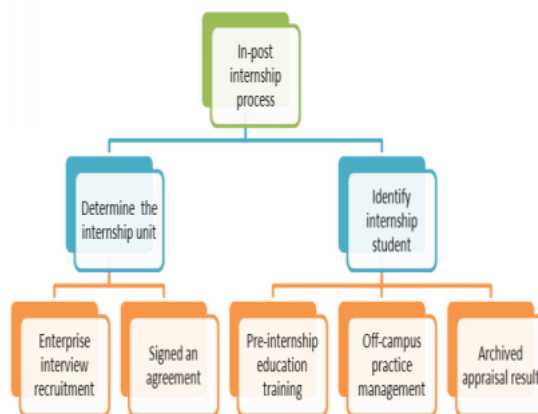 In-post
internship
process
Determine the
internship unit
Identify
internship
student
Enterprise
interview
recruitment
Signed an
agreement
Pre-internship
education
training
Off-campus
practice
management
Archived
appraisal result